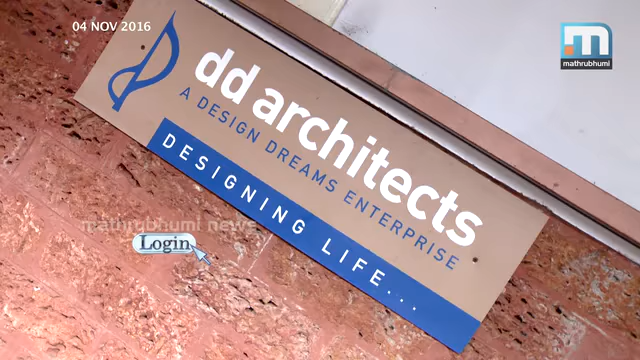 04 NOV 2016
mathrubhumi
dd architects
A DESIGN DREAMS ENTERPRISE
DESIGNING LIFE...
mathrubhumi news
Login